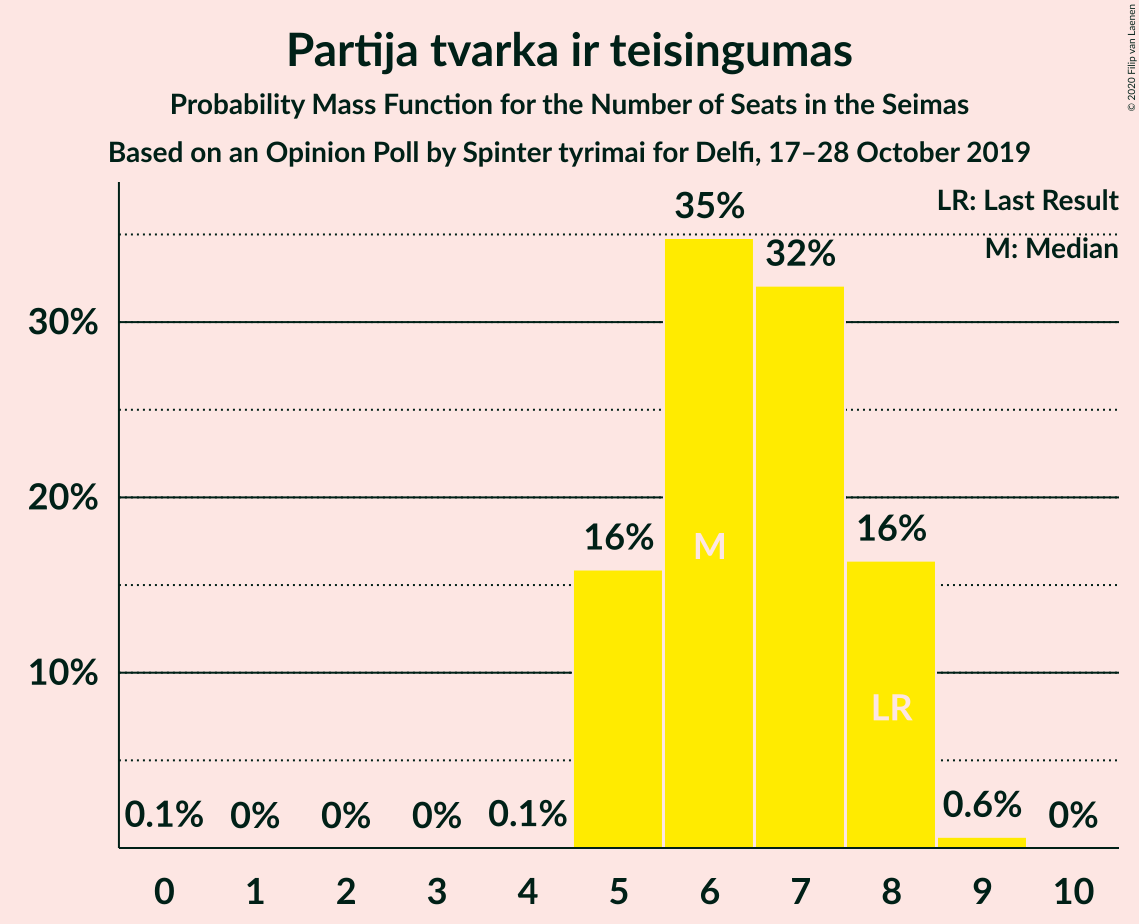 Partija tvarka ir teisingumas
Probability Mass Function for the Number of Seats in the Seimas
Based on an Opinion Poll by Spinter tyrimai for Delfi, 17–28 October 2019
© 2020 Filip van Laenen
LR: Last Result
M: Median
35%
32%
30%
20%
16%
16%
M
10%
LR
0.1%
0%
0%
0%
0.1%
0.6%
0%
0 1 2 3 4 5 6 7 8 9 10